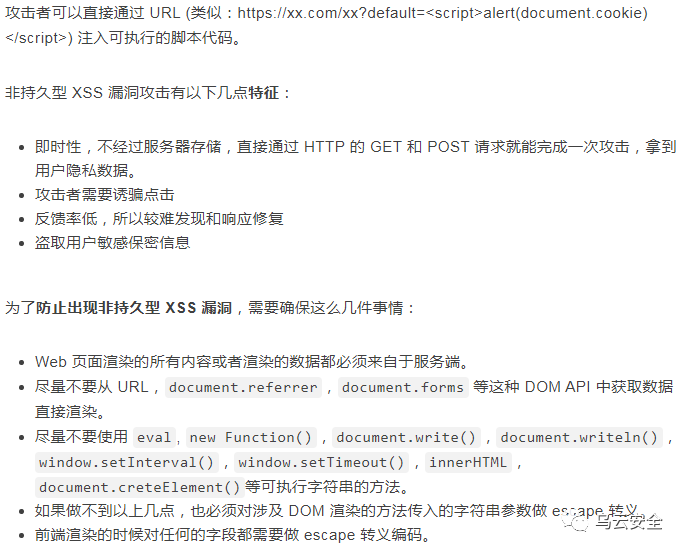 攻击者可以直接通过 URL (类似：https://xx.com/xx?default=<script>alert(document.cookie)
</script>) 注入可执行的脚本代码。
非持久型 XSS 漏洞攻击有以下几点特征：
• 即时性，不经过服务器存储，直接通过 HTTP 的 GET 和 POST 请求就能完成一次攻击，拿到
用户隐私数据。
• 攻击者需要诱骗点击
• 反馈率低，所以较难发现和响应修复
• 盗取用户敏感保密信息
为了防止出现非持久型 XSS 漏洞，需要确保这么几件事情：
• Web 页面渲染的所有内容或者渲染的数据都必须来自于服务端。
• 尽量不要从 URL，document.referrer，document.forms 等这种 DOM API 中获取数据
直接渲染。
• 尽量不要使用 eval, new Function()，document.write()，document.writeln()，
window.setInterval()，window.setTimeout()，innerHTML，
document.creteElement()等可执行字符串的方法。
• 如果做不到以上几点，也必须对涉及 DOM 渲染的方法传入的字符串参数做 escape 转义。
• 前端渲染的时候对任何的字段都需要做 escape 转义编码。
乌云安全